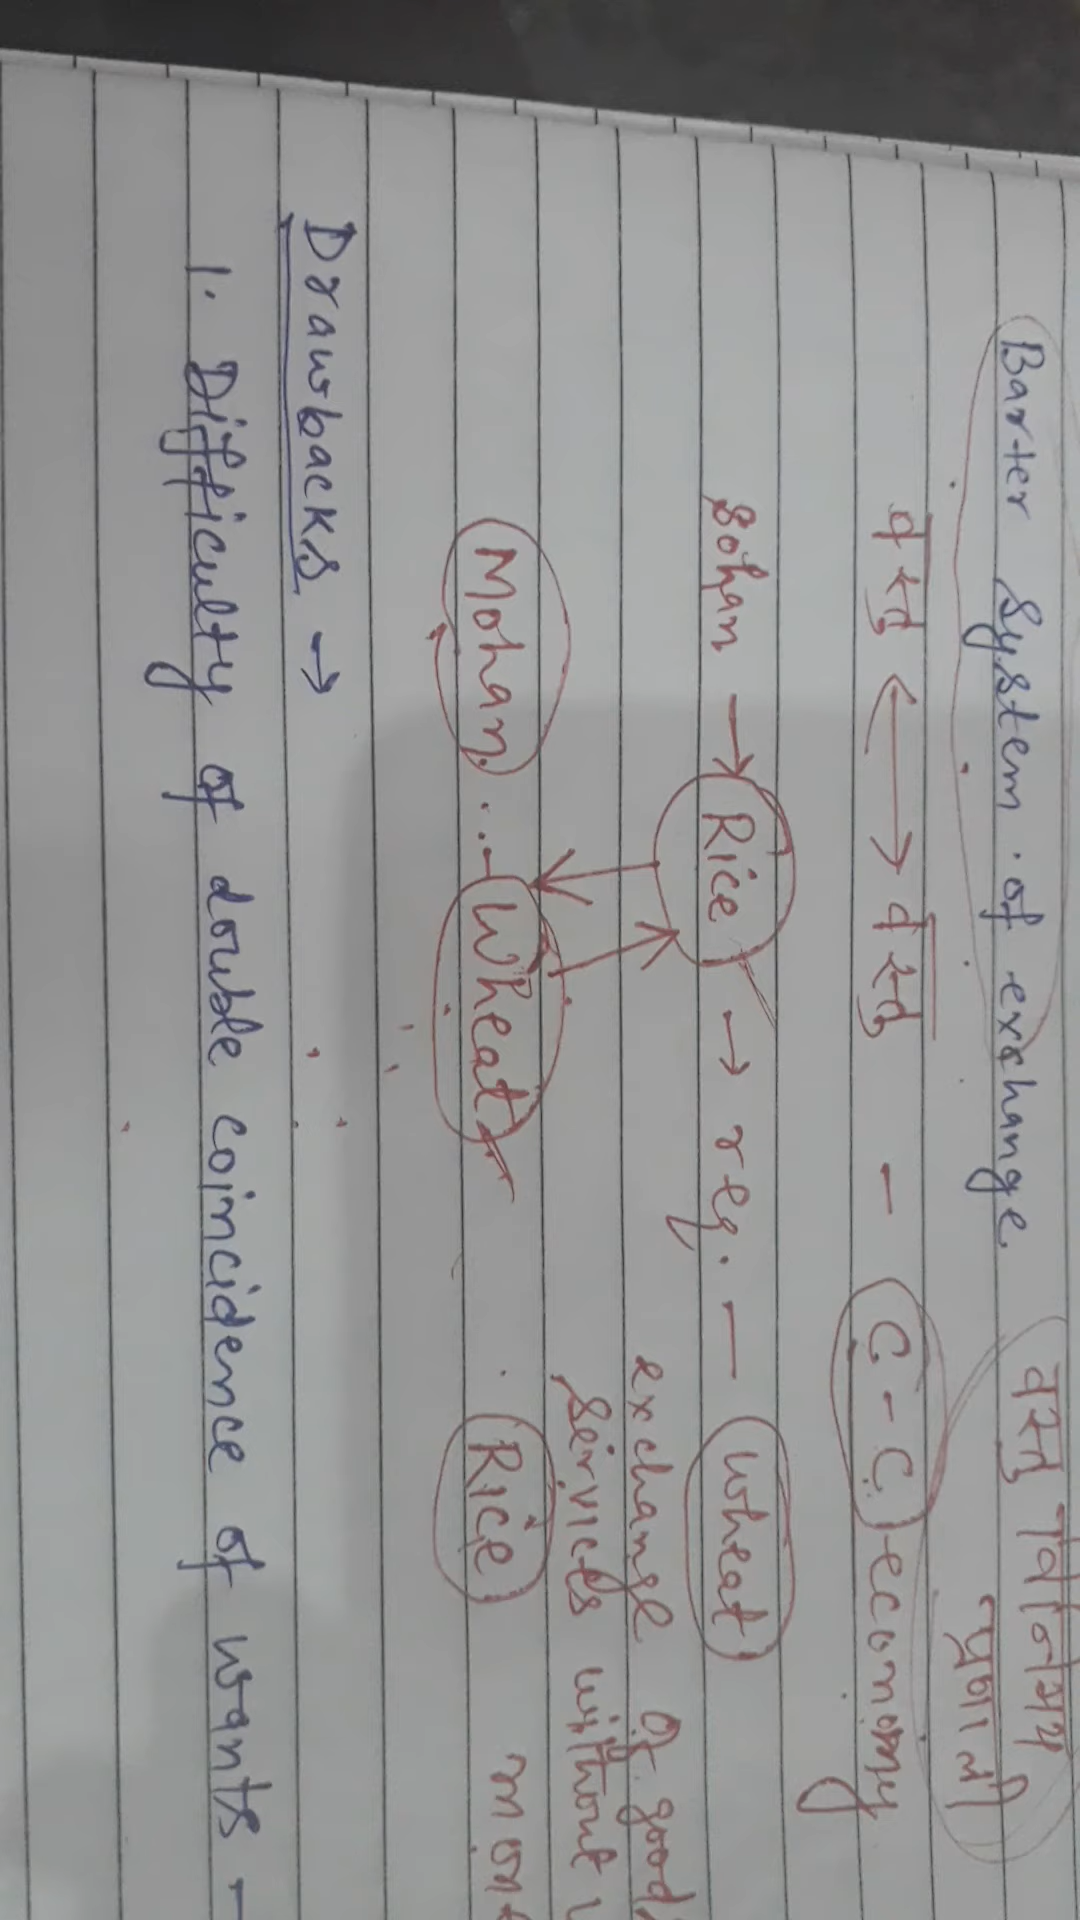 Barter System of exchange वस्तु विनिमय
प्रणाली
वस्तु ⟷ वस्तु - C-C economy
Sohan → Rice → req. — Wheat
exchange of good
Services without
Mohan - Wheat Rice
Drawbacks →
1. Difficulty of double coincidence of wants -